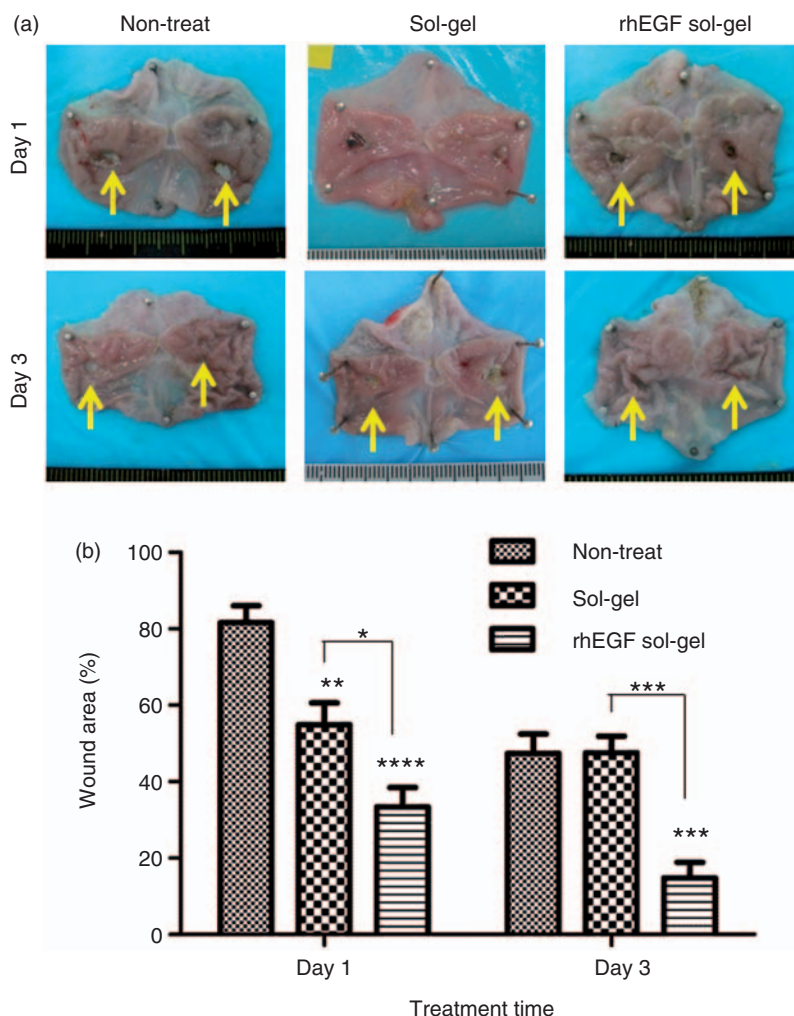 (a)
Non-treat
Sol-gel
rhEGF sol-gel
Day 1
Day 3
(b)
100
80
60
40
20
0
Wound area (%)
Non-treat
Sol-gel
rhEGF sol-gel
*
**
****
***
***
Day 1
Day 3
Treatment time